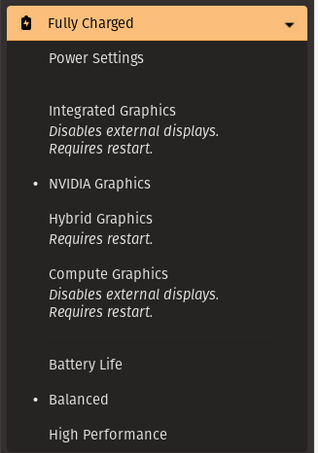 Fully Charged
Power Settings
Integrated Graphics
Disables external displays.
Requires restart.
• NVIDIA Graphics
Hybrid Graphics
Requires restart.
Compute Graphics
Disables external displays.
Requires restart.
Battery Life
• Balanced
High Performance